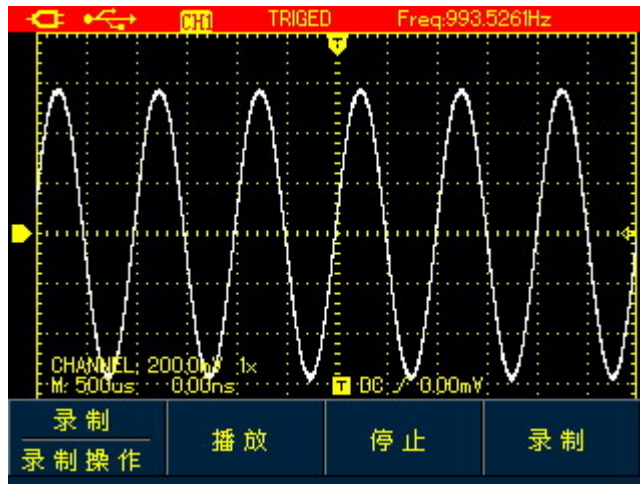 CH1 TRIGED Freq:993.5261Hz
T
CHANNEL: 200.0mV 1x
M: 500us 0.00ns T DC 0.00mV
录制 播放 停止 录制
录制操作